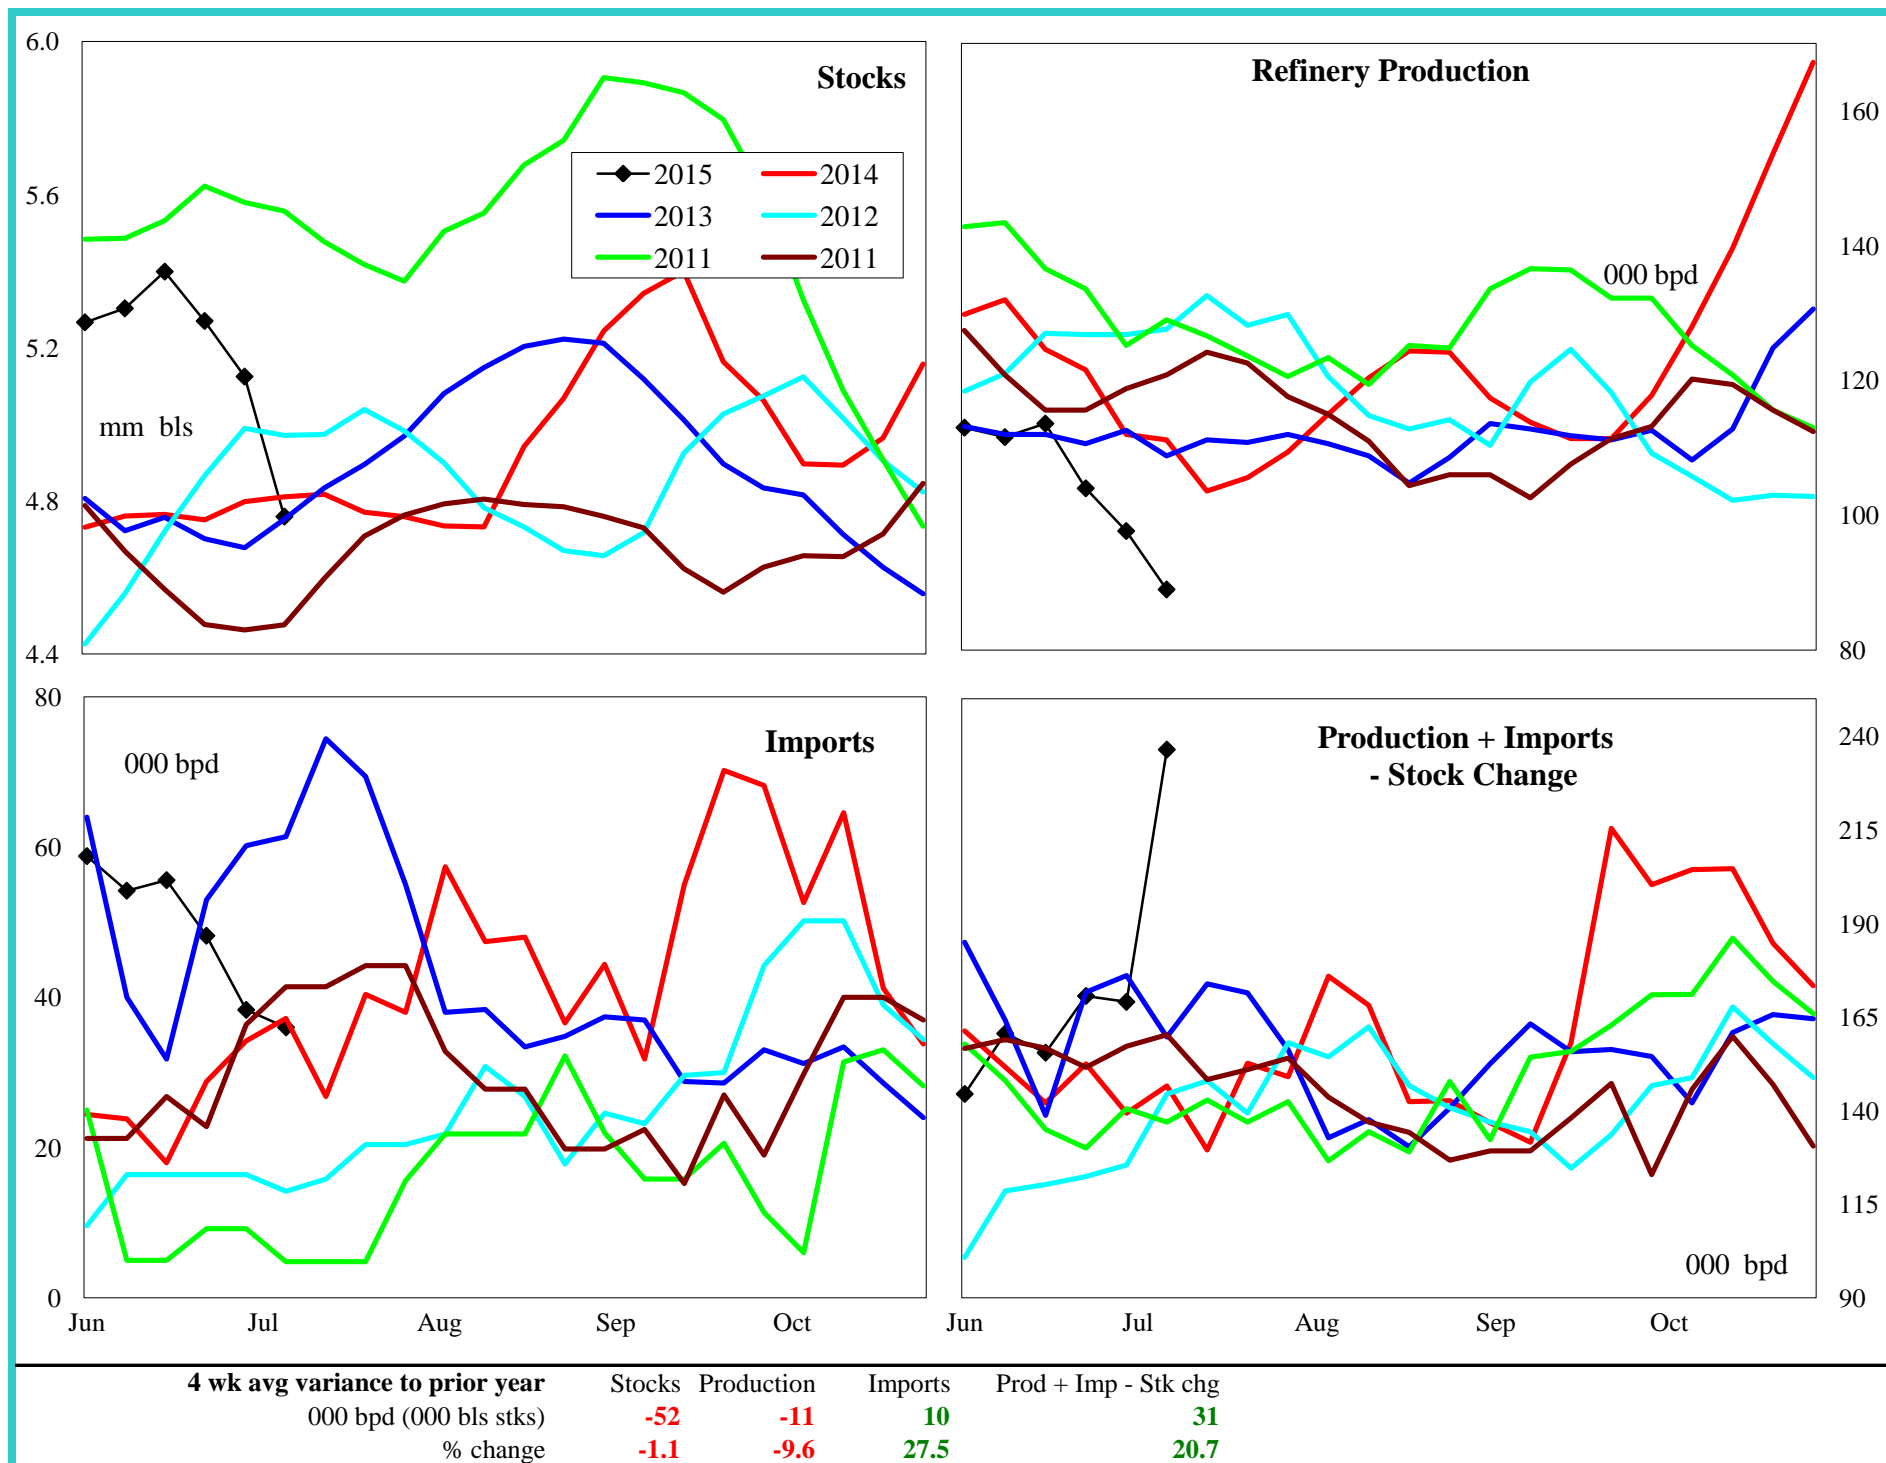 6.0
5.6
5.2
4.8
4.4
Stocks
mm bls
2015 2014
2013 2012
2011 2011
Refinery Production
000 bpd
160
140
120
100
80
80
60
40
20
0
Imports
000 bpd
Jun Jul Aug Sep Oct
Production + Imports
- Stock Change
000 bpd
240
215
190
165
140
115
90
Jun Jul Aug Sep Oct
4 wk avg variance to prior year Stocks Production Imports Prod + Imp - Stk chg
000 bpd (000 bls stks) -52 -11 10 31
% change -1.1 -9.6 27.5 20.7